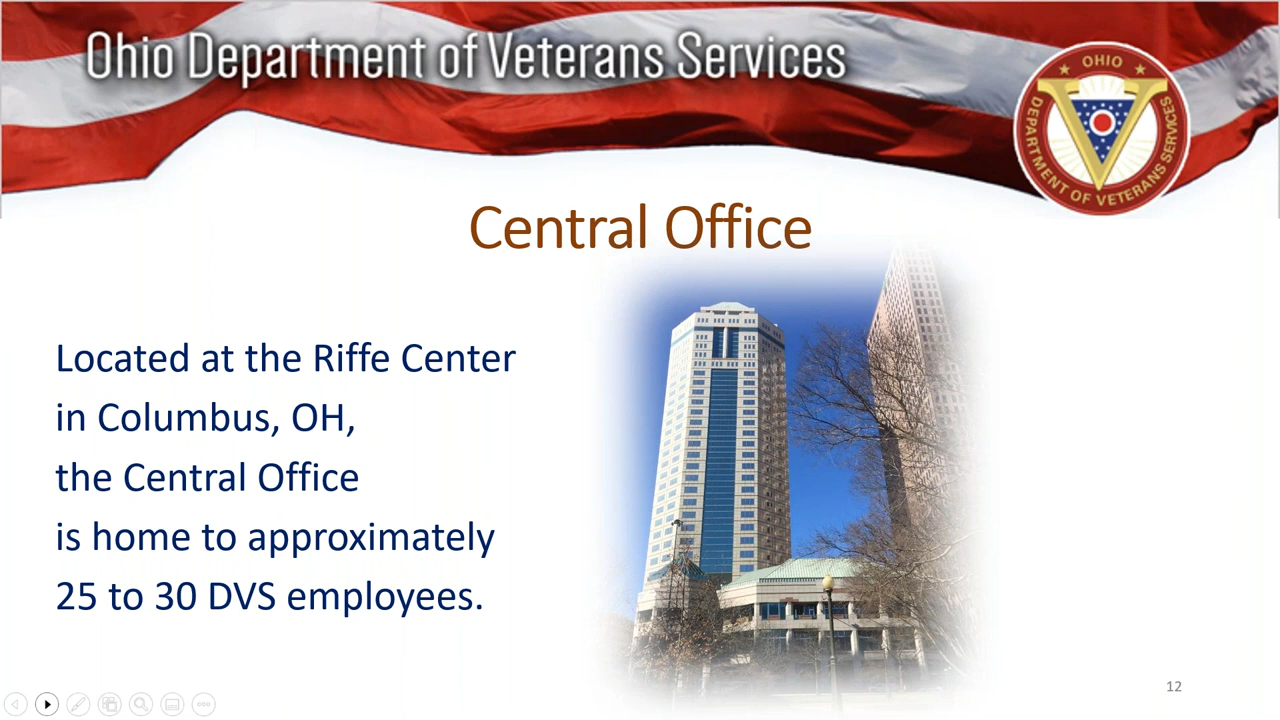 Ohio Department of Veterans Services
OHIO
DEPARTMENT OF VETERANS SERVICES
Central Office
Located at the Riffe Center
in Columbus, OH,
the Central Office
is home to approximately
25 to 30 DVS employees.
12